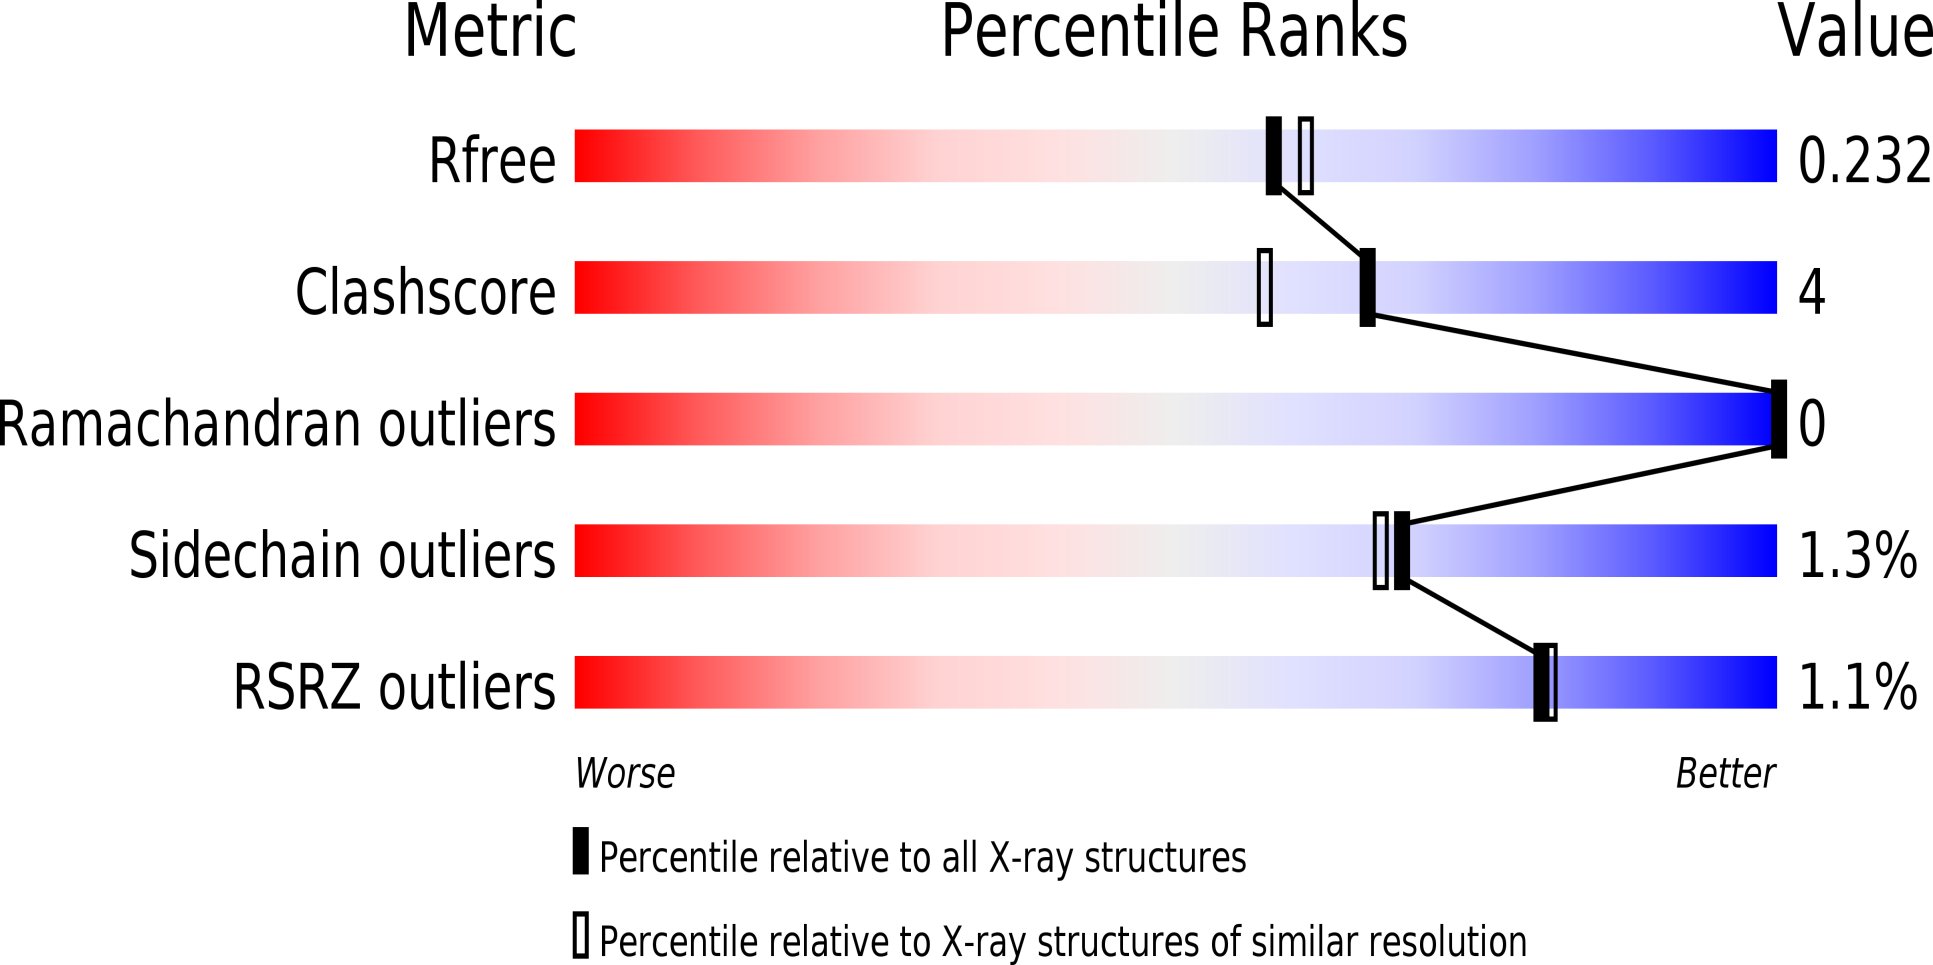 Metric Percentile Ranks Value
Rfree 0.232
Clashscore 4
Ramachandran outliers 0
Sidechain outliers 1.3%
RSRZ outliers 1.1%
Worse Better
Percentile relative to all X-ray structures
Percentile relative to X-ray structures of similar resolution